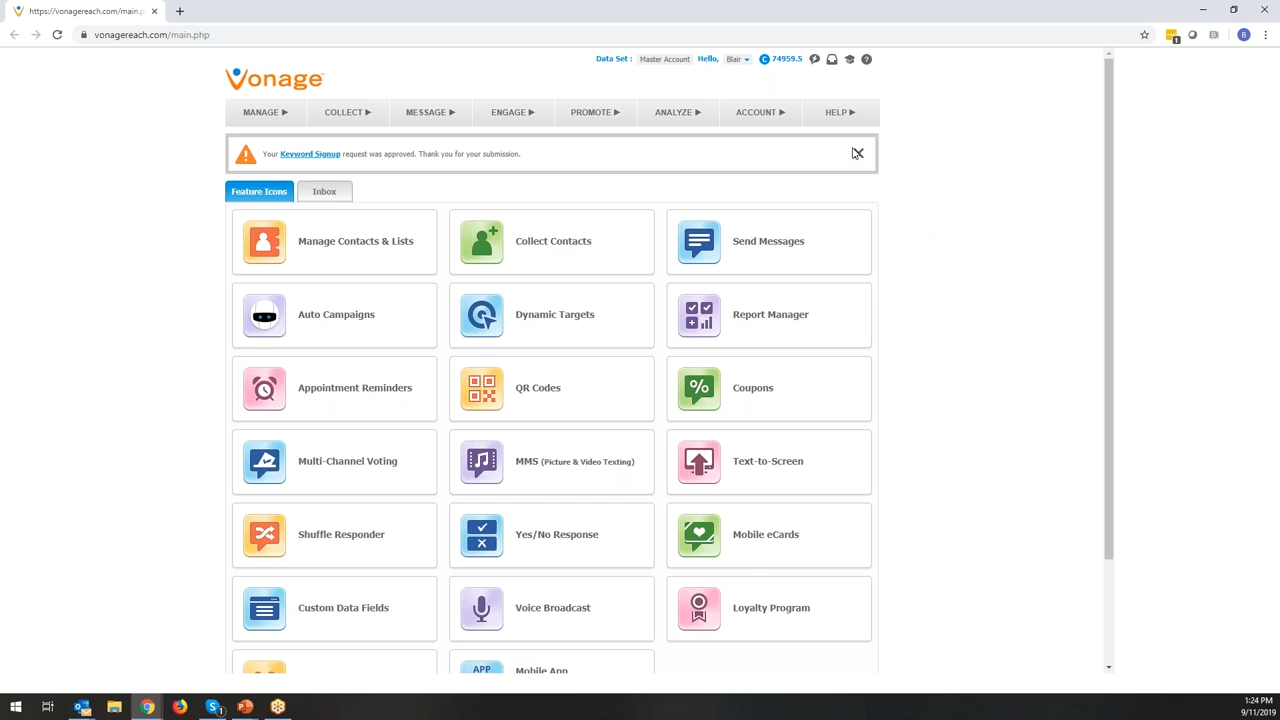 https://vonagereach.com/main.p
vonagereach.com/main.php
1
B
Data Set : Master Account Hello, Blair C 74959.5
Vonage
MANAGE COLLECT MESSAGE ENGAGE PROMOTE ANALYZE ACCOUNT HELP
Your Keyword Signup request was approved. Thank you for your submission.
Feature Icons Inbox
Manage Contacts & Lists Collect Contacts Send Messages
Auto Campaigns Dynamic Targets Report Manager
Appointment Reminders QR Codes Coupons
Multi-Channel Voting MMS (Picture & Video Texting) Text-to-Screen
Shuffle Responder Yes/No Response Mobile eCards
Custom Data Fields Voice Broadcast Loyalty Program
APP Mobile App
1:24 PM
9/11/2019